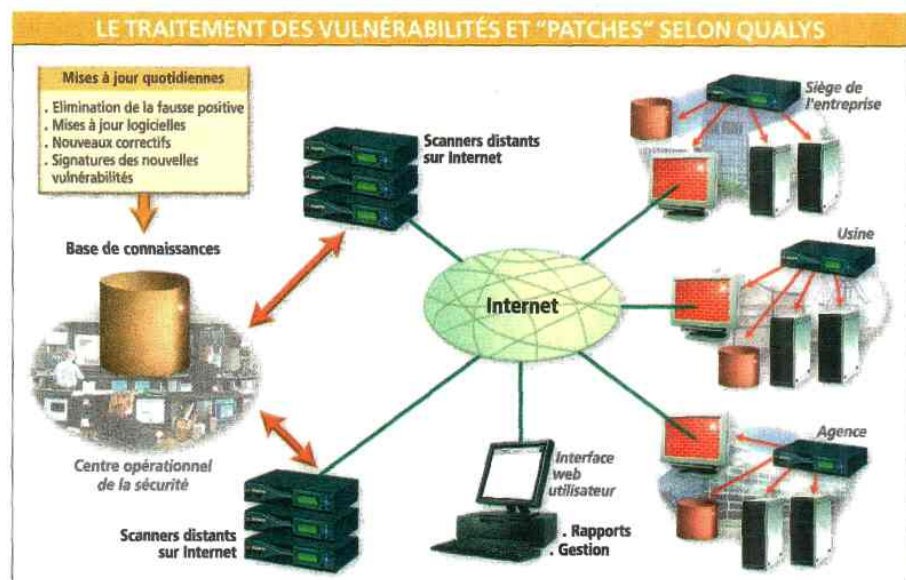 LE TRAITEMENT DES VULNÉRABILITÉS ET "PATCHES" SELON QUALYS
Mises à jour quotidiennes
. Elimination de la fausse positive
. Mises à jour logicielles
. Nouveaux correctifs
. Signatures des nouvelles
vulnérabilités
Base de connaissances
Centre opérationnel
de la sécurité
Scanners distants
sur Internet
Scanners distants
sur Internet
Internet
Interface
web
utilisateur
. Rapports
. Gestion
Siège de
l'entreprise
Usine
Agence